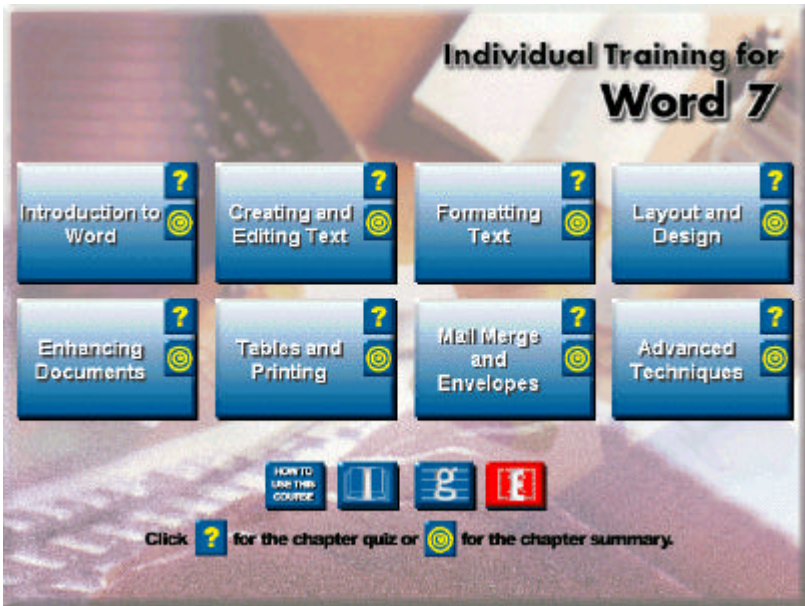 Individual Training for
Word 7
?
Introduction to
Word
?
Creating and
Editing Text
?
Formatting
Text
?
Layout and
Design
?
Enhancing
Documents
?
Tables and
Printing
?
Mail Merge
and
Envelopes
?
Advanced
Techniques
HOW TO
USE THIS
COURSE
I
g
E
Click ? for the chapter quiz or for the chapter summary.